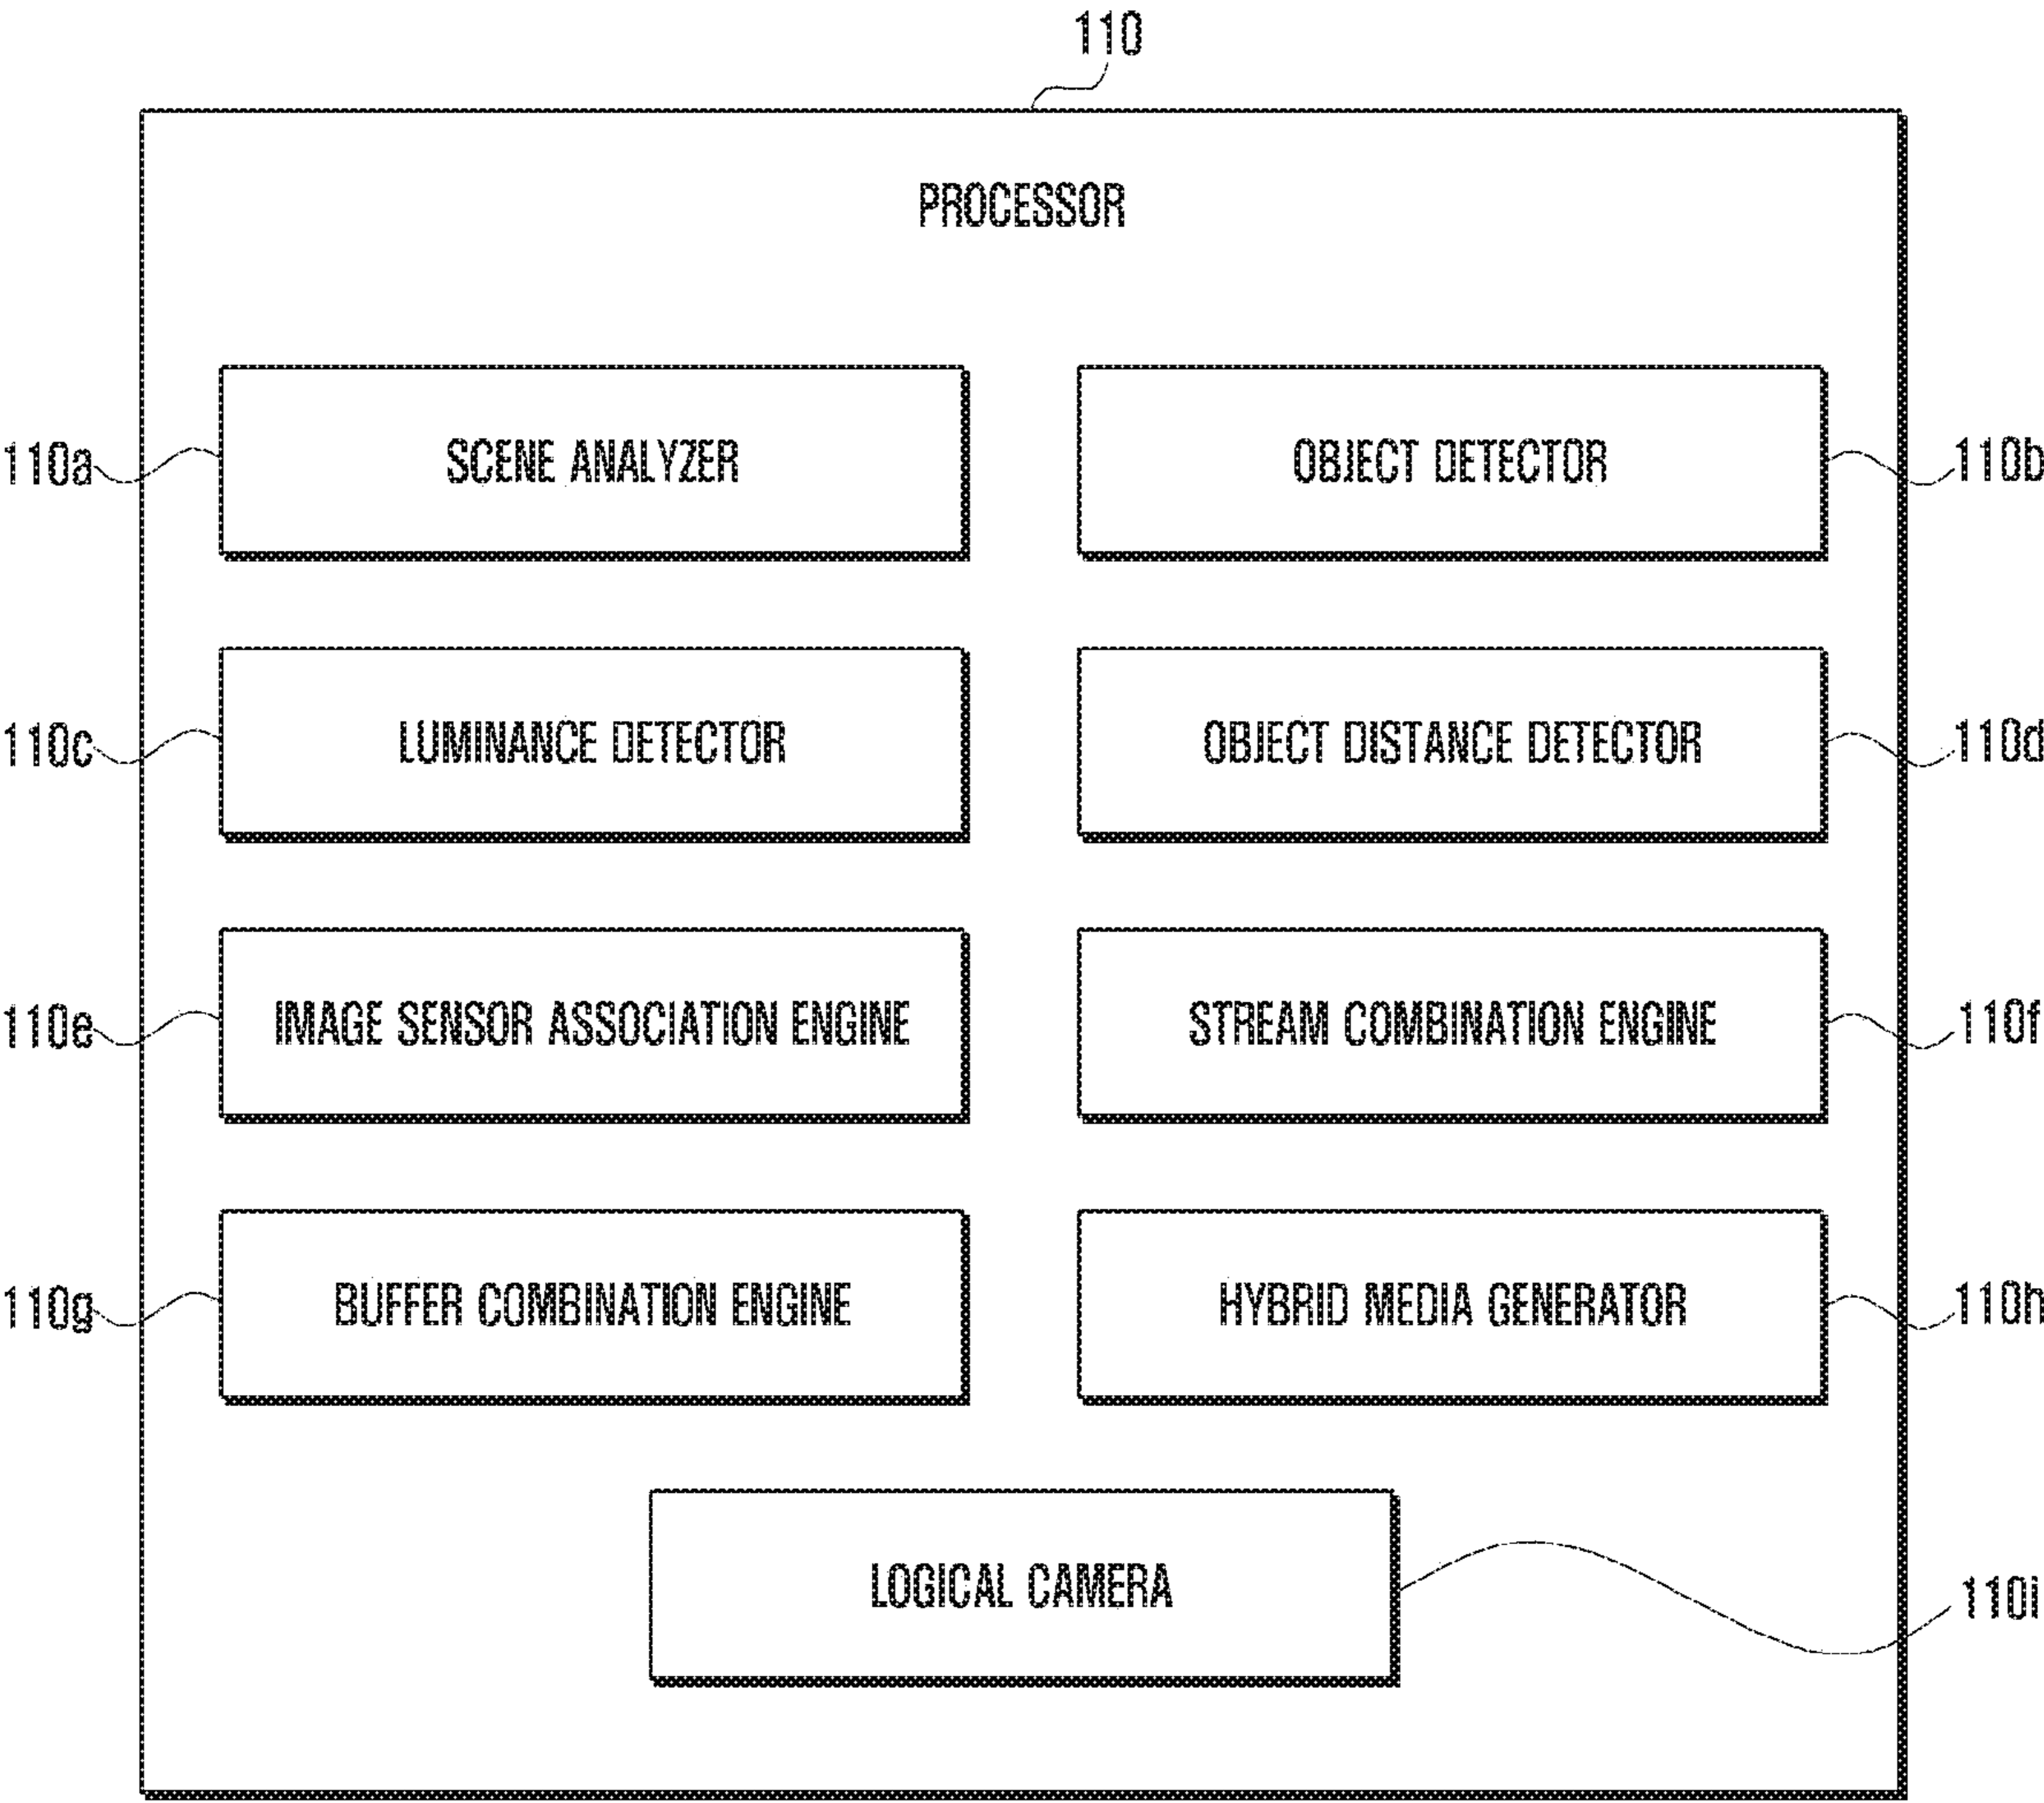 110
PROCESSOR
110a SCENE ANALYZER OBJECT DETECTOR 110b
110c LUMINANCE DETECTOR OBJECT DISTANCE DETECTOR 110d
110e IMAGE SENSOR ASSOCIATION ENGINE STREAM COMBINATION ENGINE 110f
110g BUFFER COMBINATION ENGINE HYBRID MEDIA GENERATOR 110h
LOGICAL CAMERA 110i